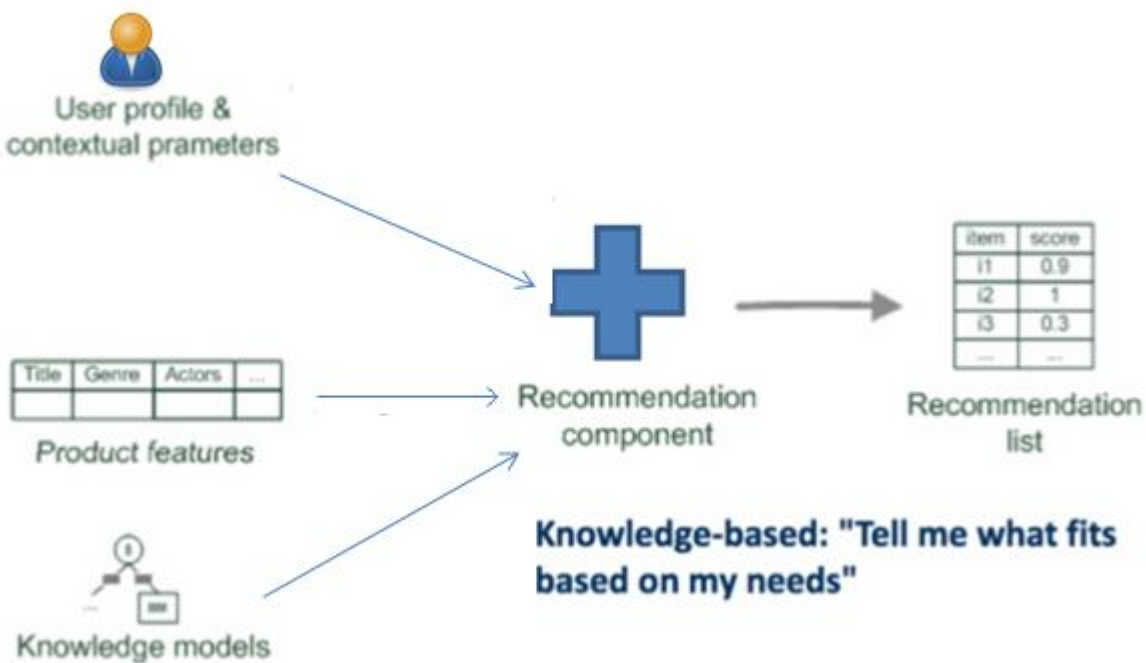 User profile &
contextual prameters
Title Genre Actors ...
Product features
...
Knowledge models
Recommendation
component
item score
i1 0.9
i2 1
i3 0.3
... ...
Recommendation
list
Knowledge-based: "Tell me what fits
based on my needs"